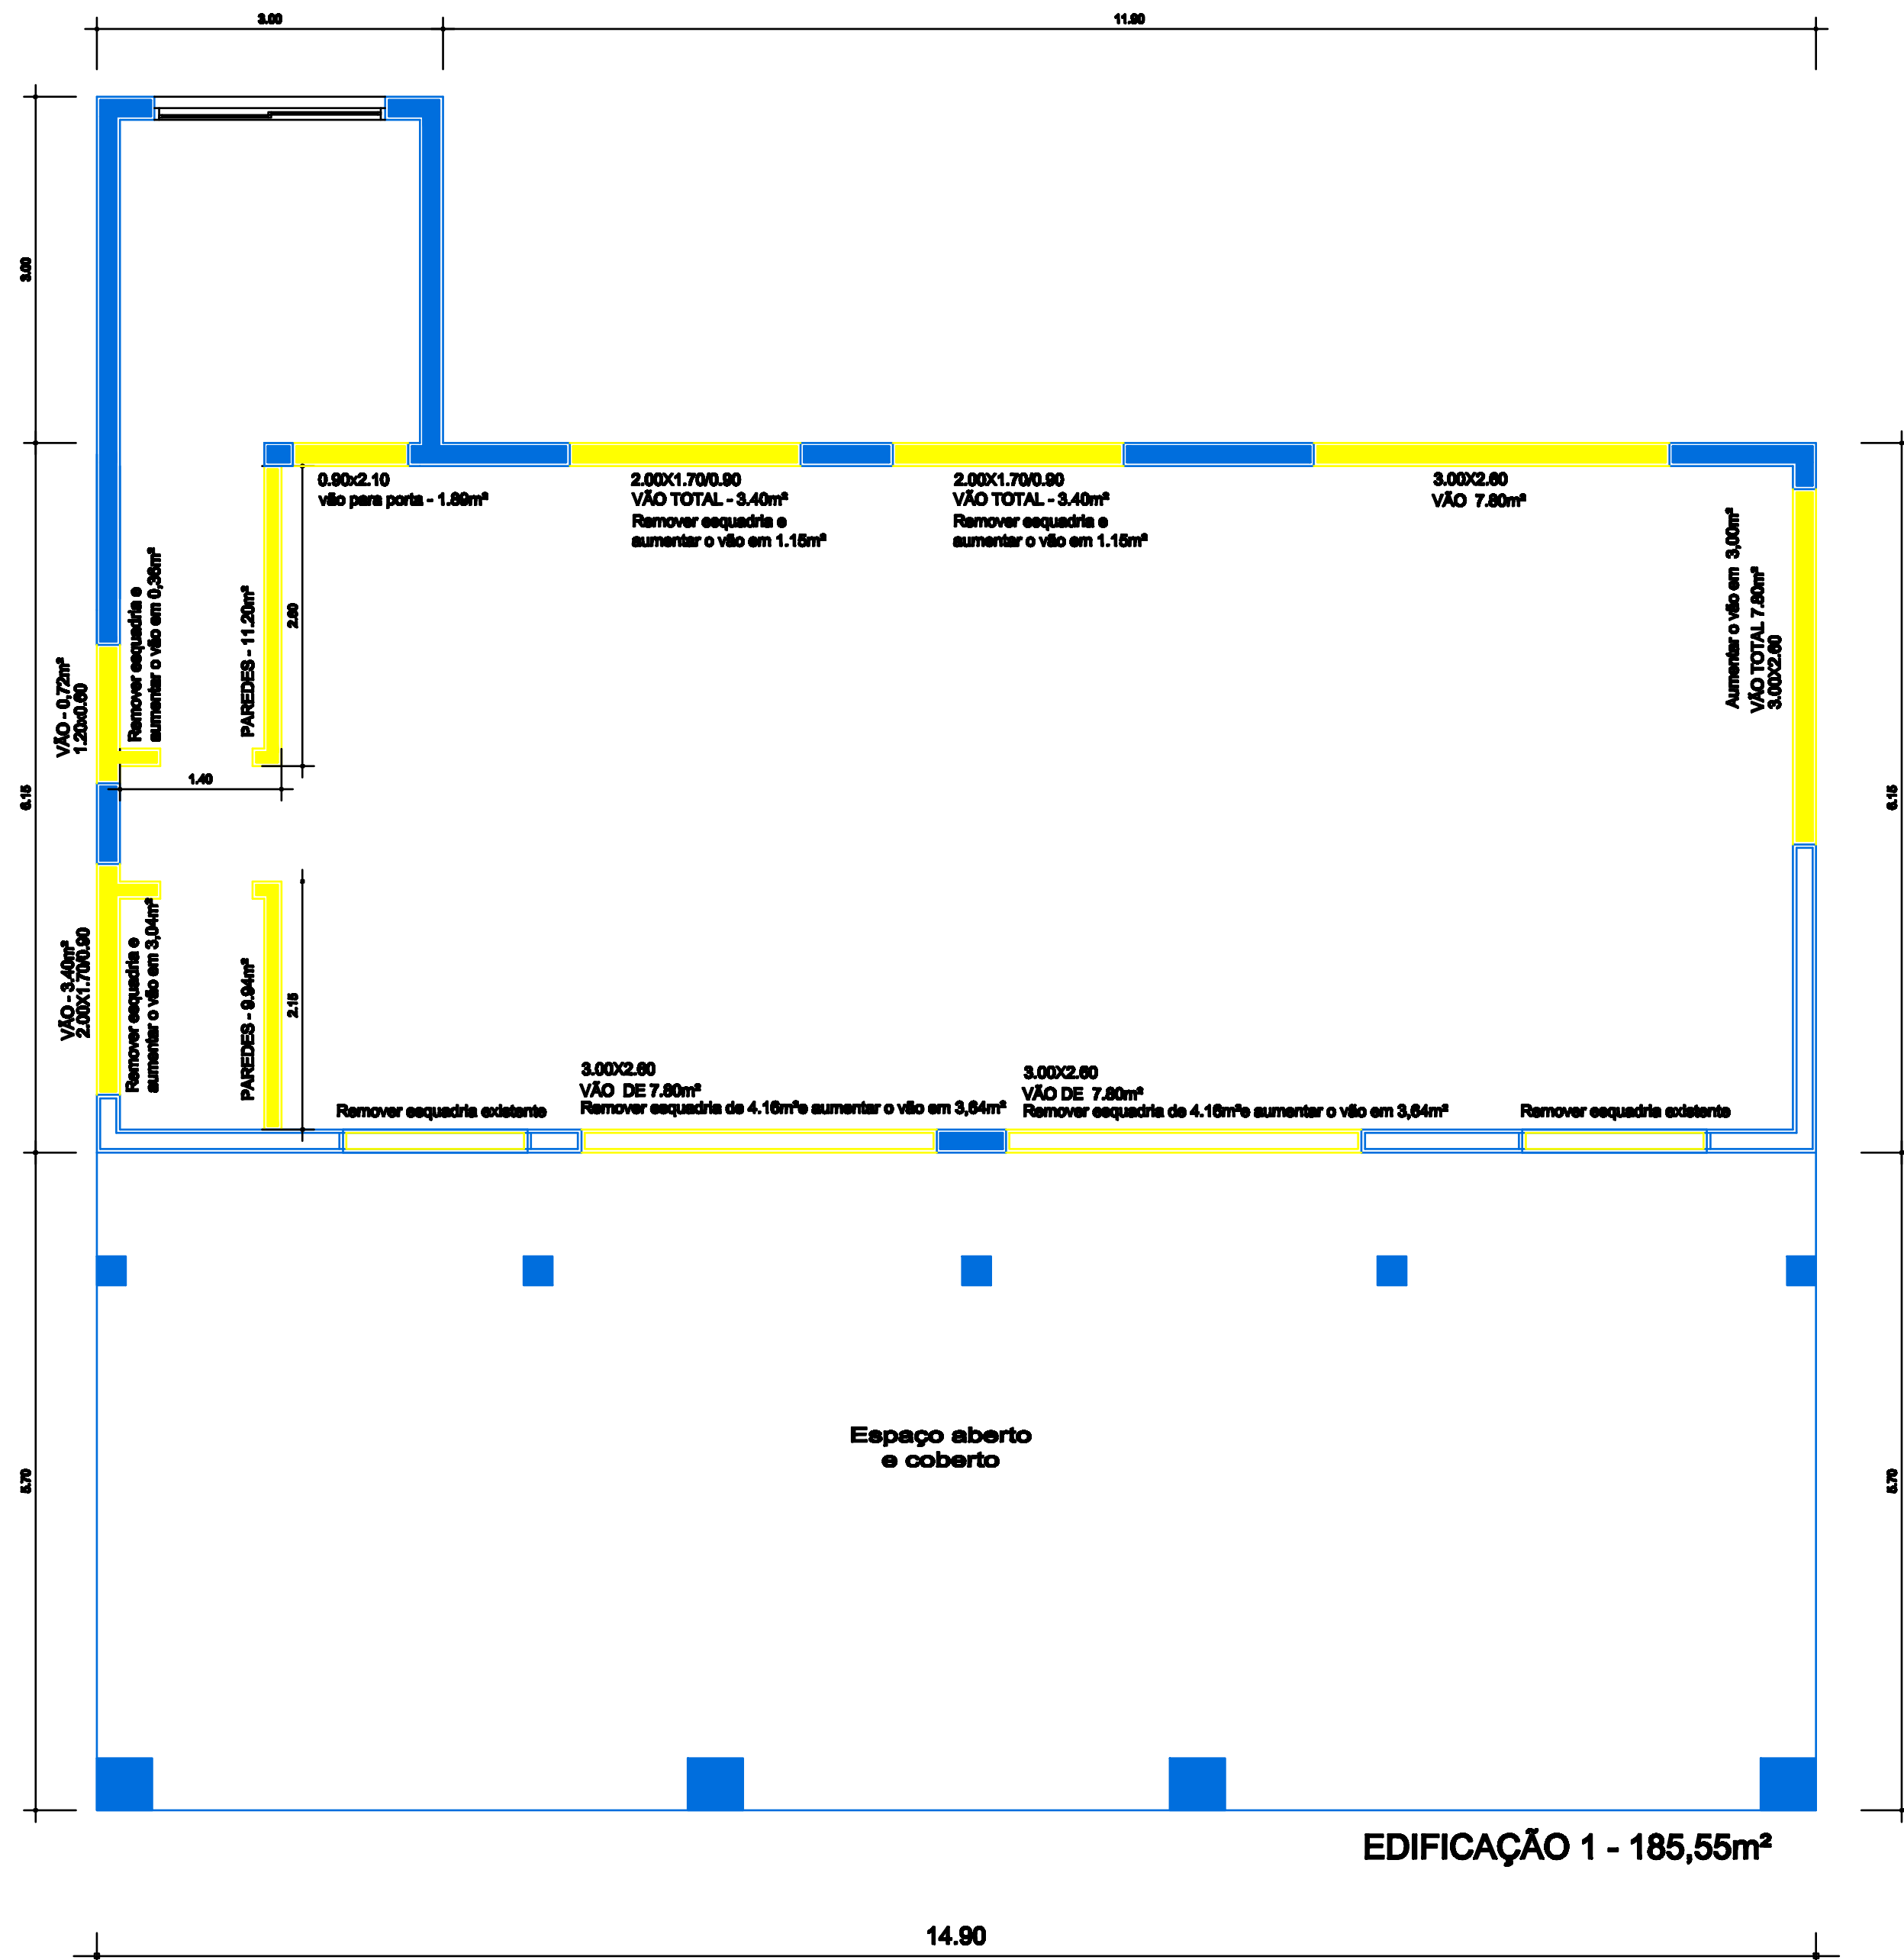 3.00
11.90
3.00
0.90x2.10
vão para porta - 1.89m²
2.00X1.70/0.90
VÃO TOTAL - 3.40m²
Remover esquadria e
aumentar o vão em 1.15m²
2.00X1.70/0.90
VÃO TOTAL - 3.40m²
Remover esquadria e
aumentar o vão em 1.15m²
3.00X2.60
VÃO 7.80m²
Aumentar o vão em 3,00m²
VÃO TOTAL 7.80m²
3.00X2.60
Remover esquadria e
aumentar o vão em 0,36m²
PAREDES - 11.20m²
2.60
VÃO - 0,72m²
1.20x0.60
1.40
6.15
6.15
VÃO - 3.40m²
2.00X1.70/0.90
Remover esquadria e
aumentar o vão em 3,04m²
PAREDES - 9.94m²
2.15
Remover esquadria existente
3.00X2.60
VÃO DE 7.80m²
Remover esquadria de 4.16m²e aumentar o vão em 3,64m²
3.00X2.60
VÃO DE 7.80m²
Remover esquadria de 4.16m²e aumentar o vão em 3,64m²
Remover esquadria existente
Espaço aberto
e coberto
5.70
5.70
EDIFICAÇÃO 1 - 185,55m²
14.90